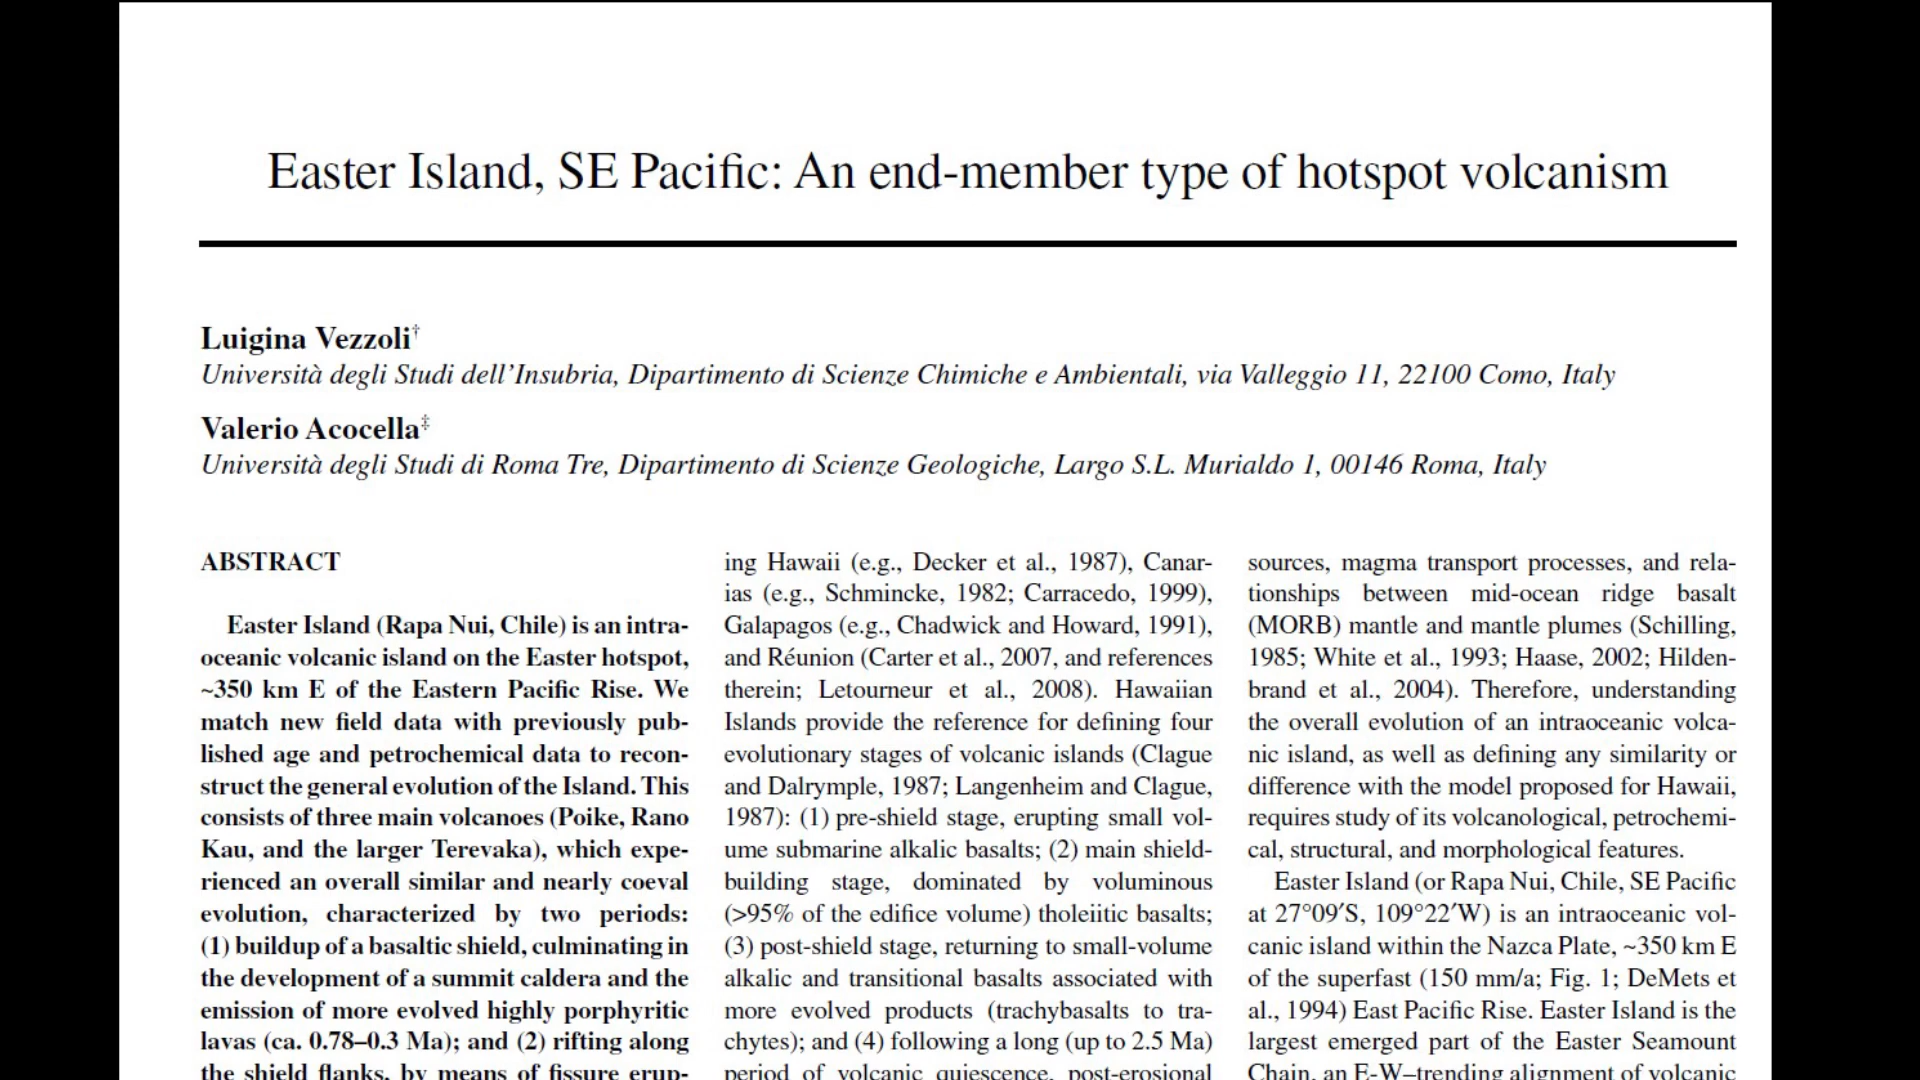 Easter Island, SE Pacific: An end-member type of hotspot volcanism
Luigina Vezzoli†
Università degli Studi dell’Insubria, Dipartimento di Scienze Chimiche e Ambientali, via Valleggio 11, 22100 Como, Italy
Valerio Acocella‡
Università degli Studi di Roma Tre, Dipartimento di Scienze Geologiche, Largo S.L. Murialdo 1, 00146 Roma, Italy
ABSTRACT
Easter Island (Rapa Nui, Chile) is an intra-
oceanic volcanic island on the Easter hotspot,
~350 km E of the Eastern Pacific Rise. We
match new field data with previously pub-
lished age and petrochemical data to recon-
struct the general evolution of the Island. This
consists of three main volcanoes (Poike, Rano
Kau, and the larger Terevaka), which expe-
rienced an overall similar and nearly coeval
evolution, characterized by two periods:
(1) buildup of a basaltic shield, culminating in
the development of a summit caldera and the
emission of more evolved highly porphyritic
lavas (ca. 0.78–0.3 Ma); and (2) rifting along
the shield flanks, by means of fissure erup-
ing Hawaii (e.g., Decker et al., 1987), Canar-
ias (e.g., Schmincke, 1982; Carracedo, 1999),
Galapagos (e.g., Chadwick and Howard, 1991),
and Réunion (Carter et al., 2007, and references
therein; Letourneur et al., 2008). Hawaiian
Islands provide the reference for defining four
evolutionary stages of volcanic islands (Clague
and Dalrymple, 1987; Langenheim and Clague,
1987): (1) pre-shield stage, erupting small vol-
ume submarine alkalic basalts; (2) main shield-
building stage, dominated by voluminous
(>95% of the edifice volume) tholeiitic basalts;
(3) post-shield stage, returning to small-volume
alkalic and transitional basalts associated with
more evolved products (trachybasalts to tra-
chytes); and (4) following a long (up to 2.5 Ma)
period of volcanic quiescence, post-erosional
sources, magma transport processes, and rela-
tionships between mid-ocean ridge basalt
(MORB) mantle and mantle plumes (Schilling,
1985; White et al., 1993; Haase, 2002; Hilden-
brand et al., 2004). Therefore, understanding
the overall evolution of an intraoceanic volca-
nic island, as well as defining any similarity or
difference with the model proposed for Hawaii,
requires study of its volcanological, petrochemi-
cal, structural, and morphological features.
Easter Island (or Rapa Nui, Chile, SE Pacific
at 27°09′S, 109°22′W) is an intraoceanic vol-
canic island within the Nazca Plate, ~350 km E
of the superfast (150 mm/a; Fig. 1; DeMets et
al., 1994) East Pacific Rise. Easter Island is the
largest emerged part of the Easter Seamount
Chain, an E-W–trending alignment of volcanic